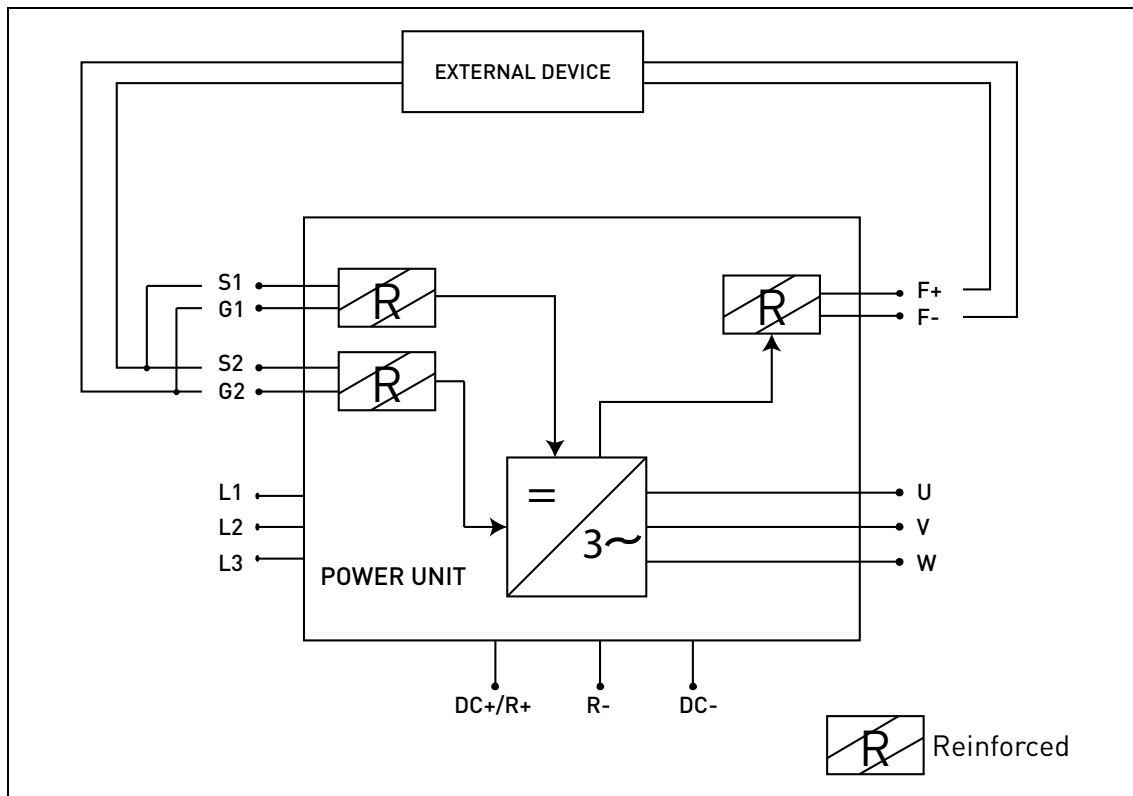 EXTERNAL DEVICE
S1
G1
S2
G2
R
R
R
F+
F-
L1
L2
L3
=
3~
U
V
W
POWER UNIT
DC+/R+
R-
DC-
R
Reinforced